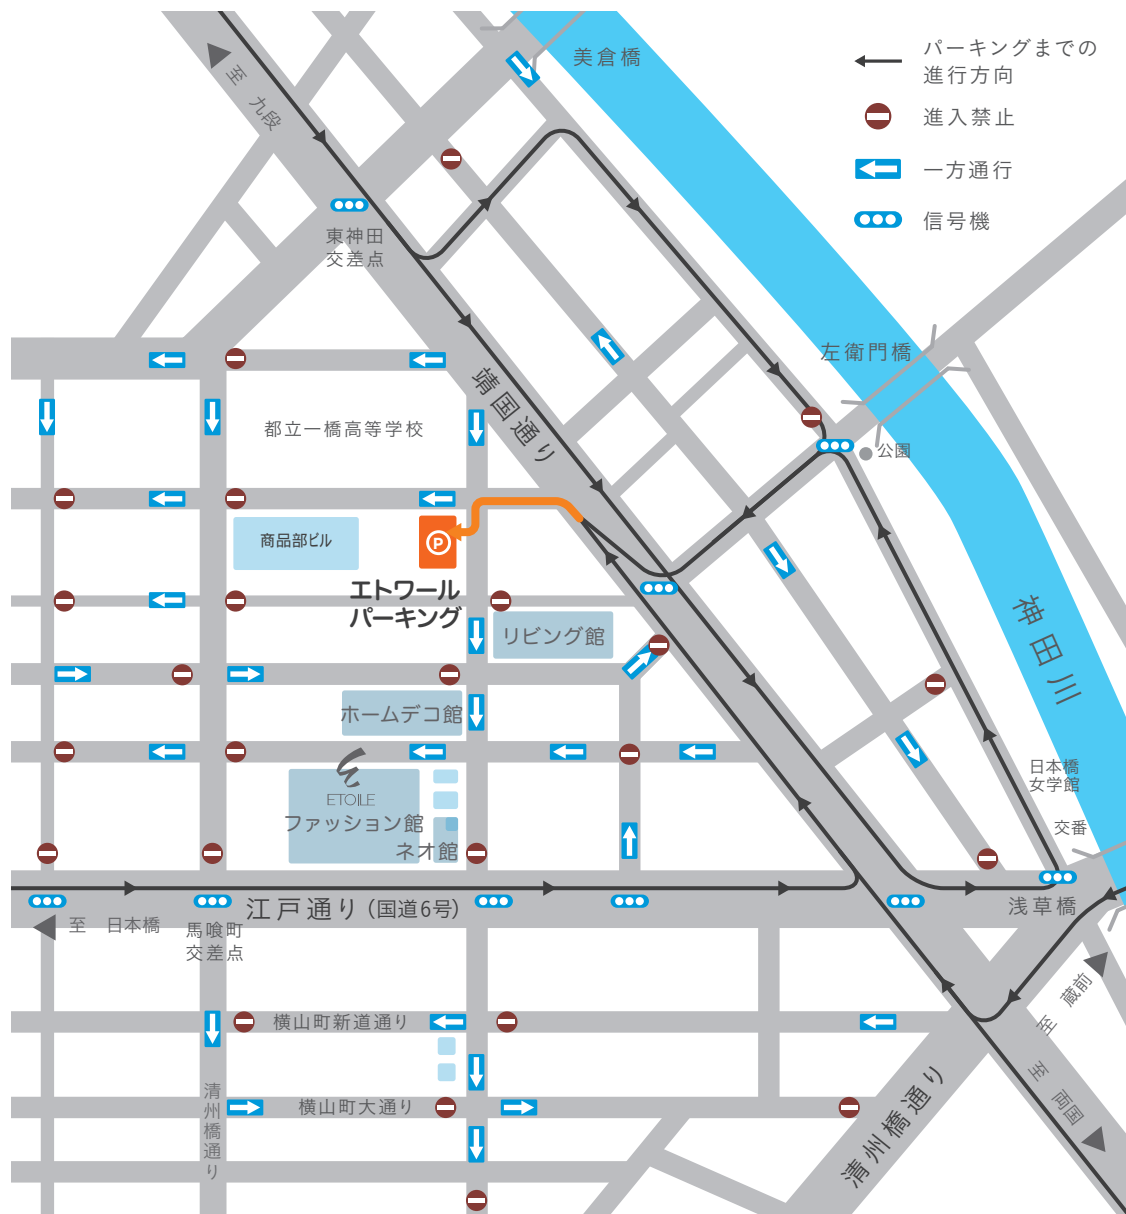 美倉橋
パーキングまでの
進行方向
進入禁止
一方通行
信号機
至 九段
東神田
交差点
左衛門橋
公園
靖国通り
都立一橋高等学校
商品部ビル
P
エトワール
パーキング
リビング館
神田川
ホームデコ館
ETOILE
ファッション館
ネオ館
日本橋
女学館
交番
江戸通り(国道6号)
浅草橋
至 日本橋
馬喰町
交差点
至 蔵前
横山町新道通り
至 両国
清州橋通り
横山町大通り
清州橋通り